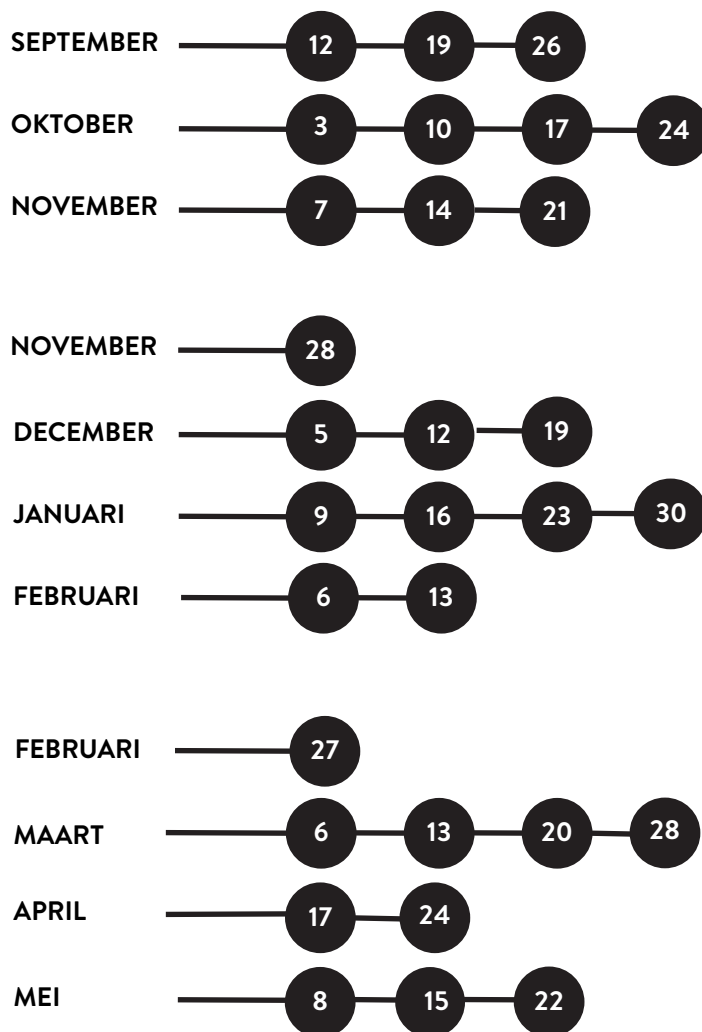 SEPTEMBER 12 19 26
OKTOBER 3 10 17 24
NOVEMBER 7 14 21
NOVEMBER 28
DECEMBER 5 12 19
JANUARI 9 16 23 30
FEBRUARI 6 13
FEBRUARI 27
MAART 6 13 20 28
APRIL 17 24
MEI 8 15 22